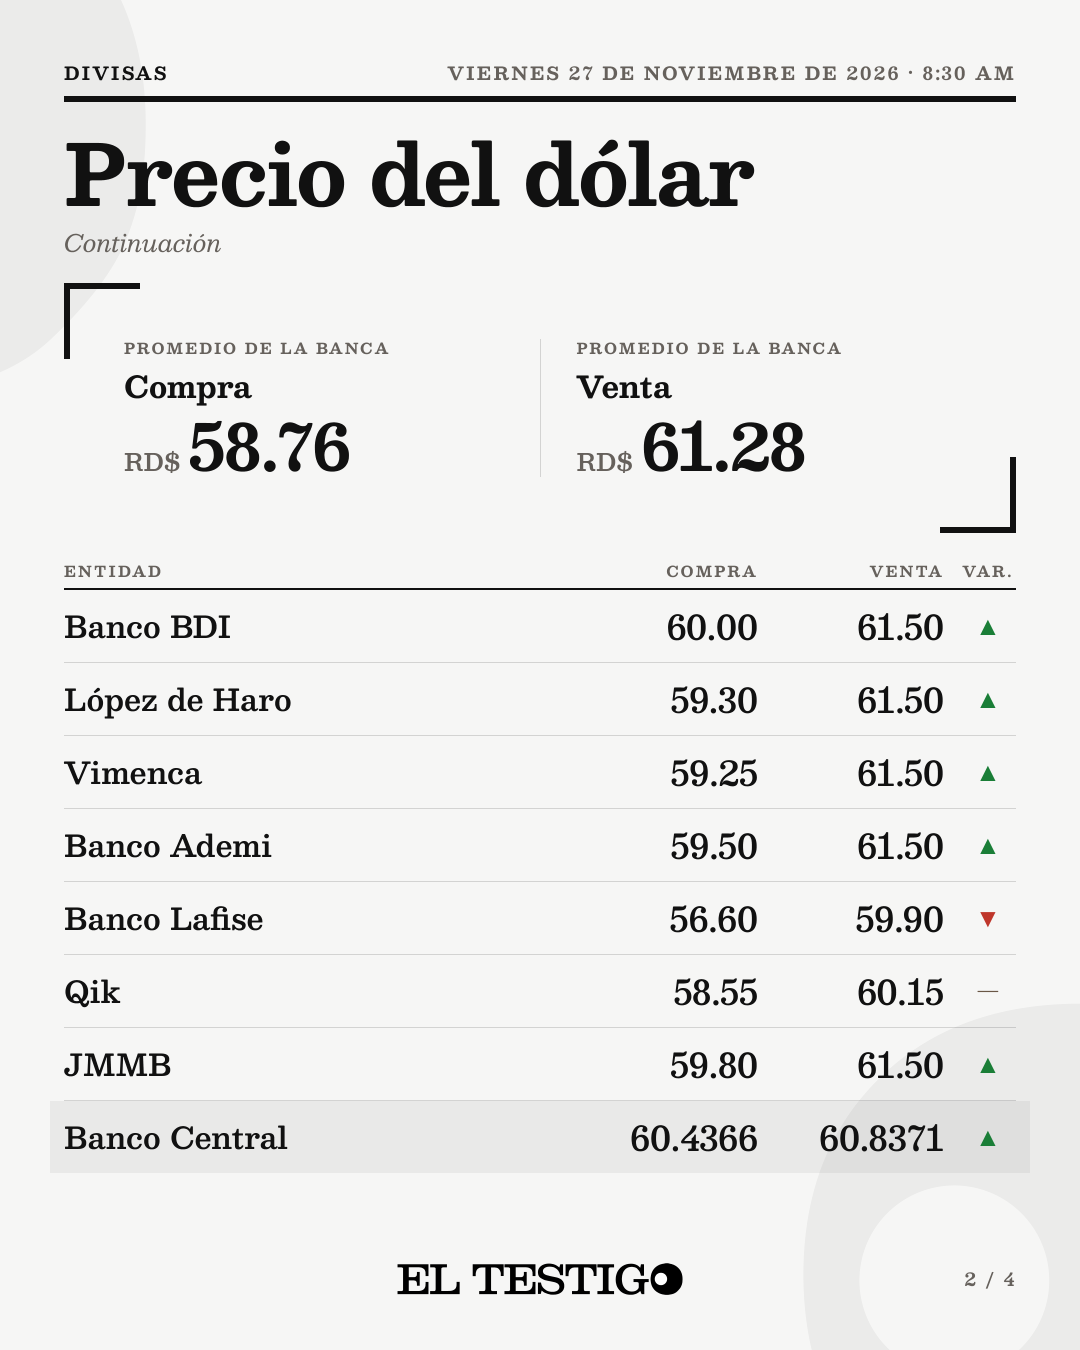 DIVISAS VIERNES 27 DE NOVIEMBRE DE 2026 · 8:30 AM
Precio del dólar
Continuación
PROMEDIO DE LA BANCA PROMEDIO DE LA BANCA
Compra Venta
RD$ 58.76 RD$ 61.28
ENTIDAD COMPRA VENTA VAR.
Banco BDI 60.00 61.50 ▲
López de Haro 59.30 61.50 ▲
Vimenca 59.25 61.50 ▲
Banco Ademi 59.50 61.50 ▲
Banco Lafise 56.60 59.90 ▼
Qik 58.55 60.15 —
JMMB 59.80 61.50 ▲
Banco Central 60.4366 60.8371 ▲
EL TESTIGO 2 / 4